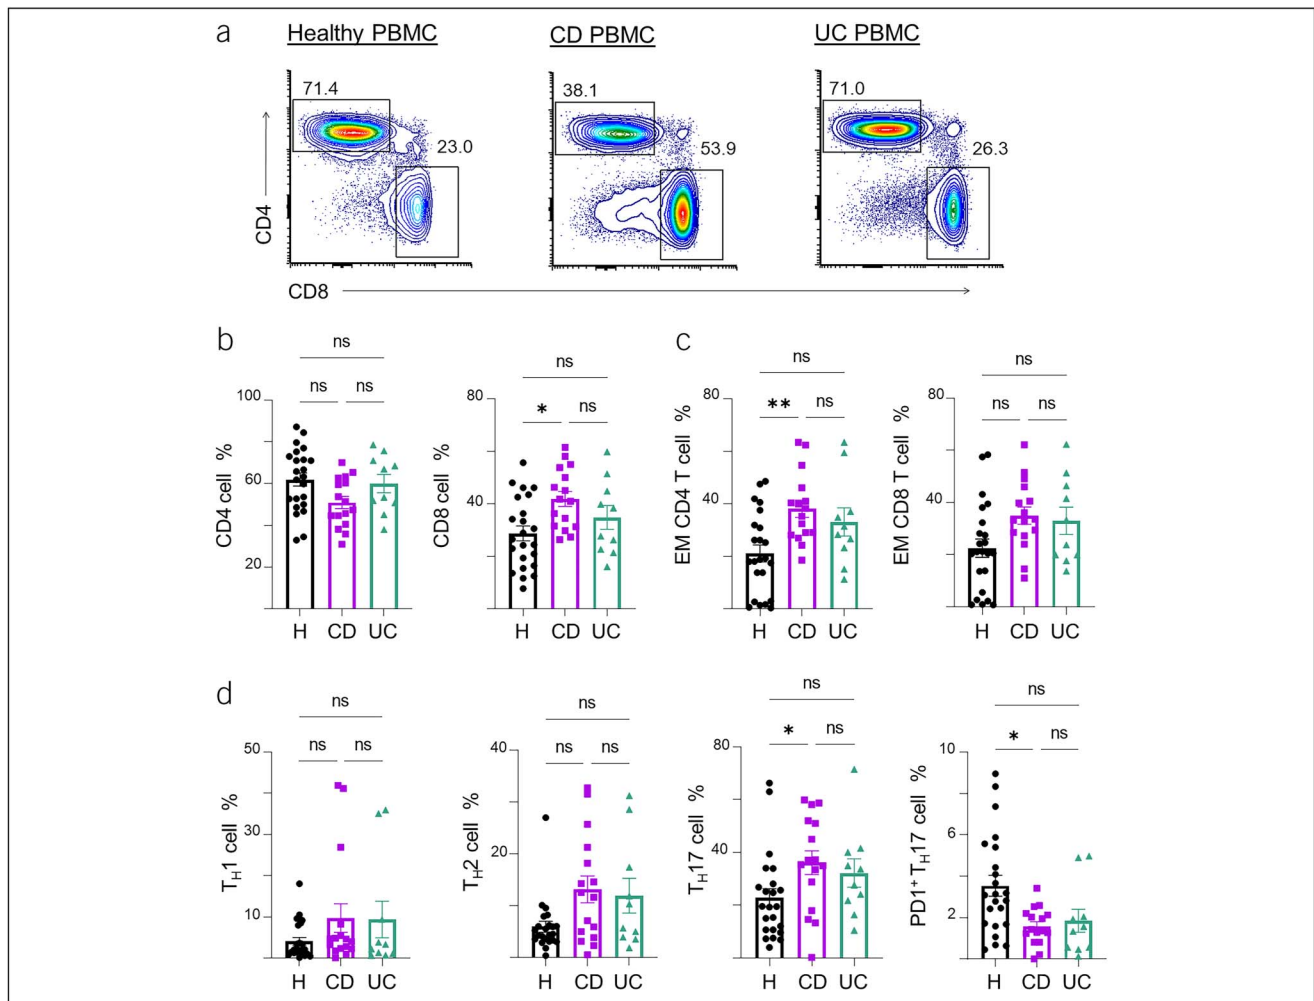 a
Healthy PBMC
CD PBMC
UC PBMC
71.4
23.0
38.1
53.9
71.0
26.3
CD4
CD8
b
CD4 cell %
100
60
20
ns
ns
ns
H
CD
UC
CD8 cell %
80
40
ns
*
ns
H
CD
UC
c
EM CD4 T cell %
80
40
ns
**
ns
H
CD
UC
EM CD8 T cell %
80
40
ns
ns
ns
H
CD
UC
d
TH1 cell %
50
30
10
ns
ns
ns
H
CD
UC
TH2 cell %
40
20
ns
ns
ns
H
CD
UC
TH17 cell %
80
40
ns
*
ns
H
CD
UC
PD1+ TH17 cell %
10
6
2
ns
*
ns
H
CD
UC